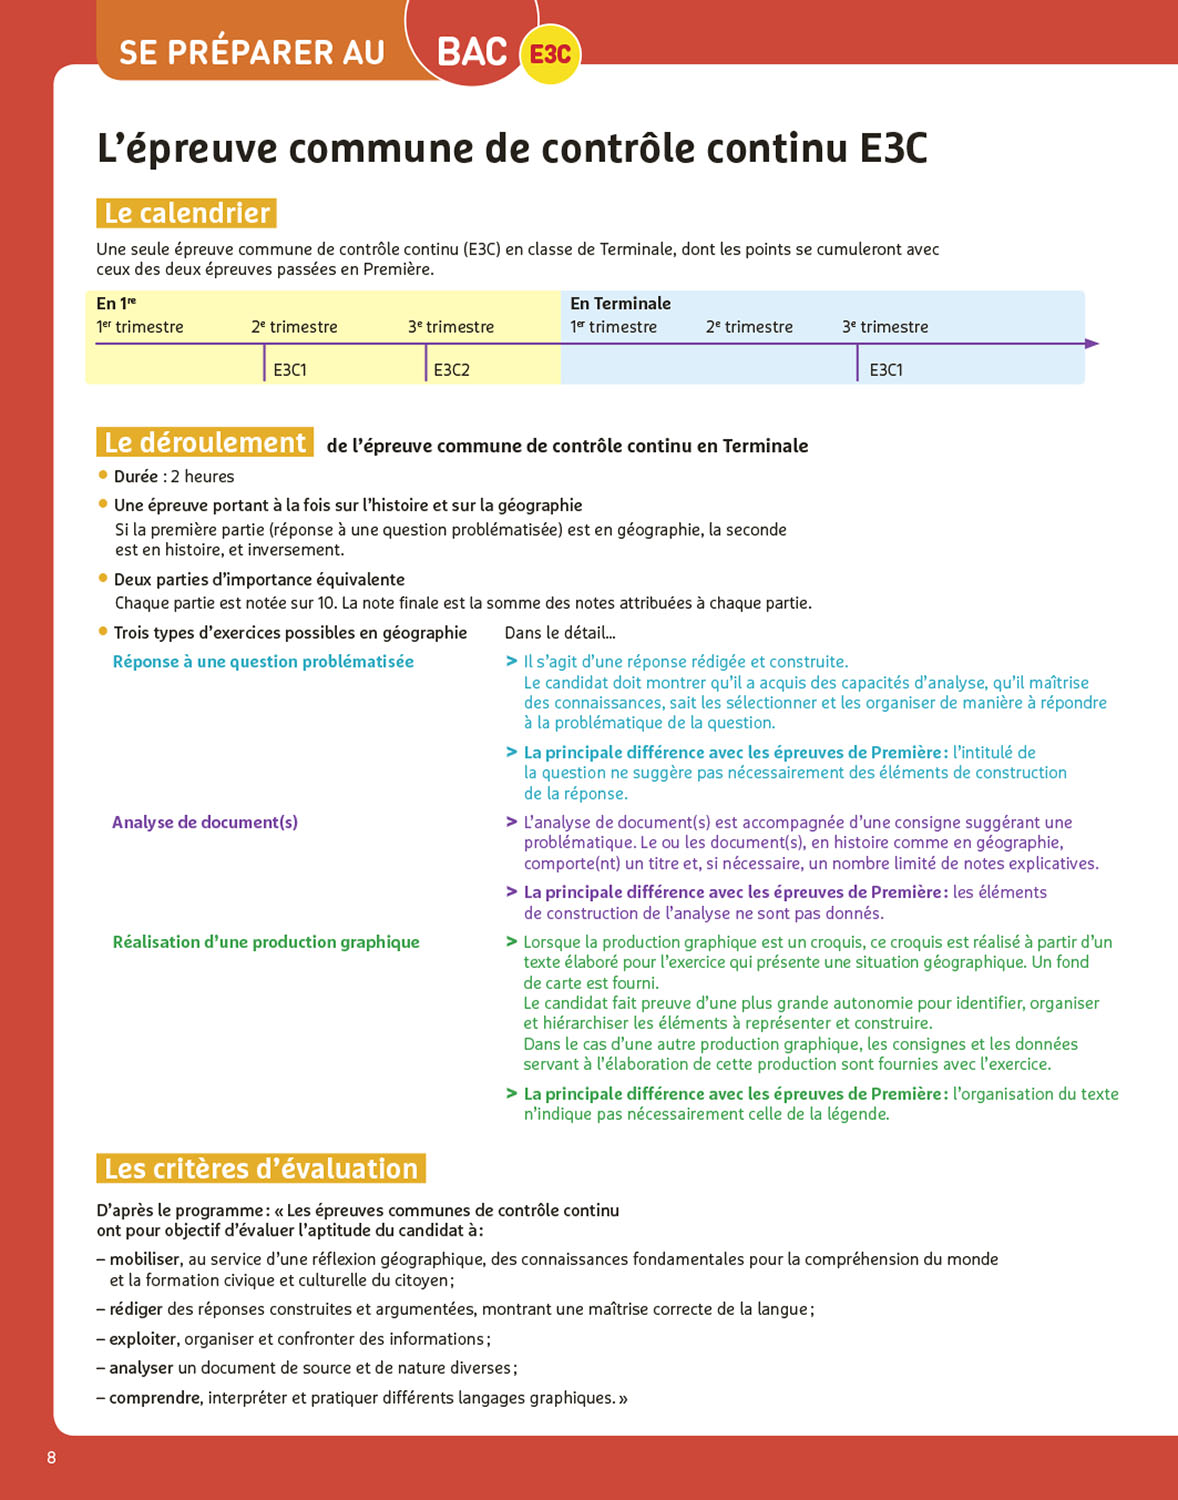 SE PRÉPARER AU BAC E3C
L’épreuve commune de contrôle continu E3C
Le calendrier
Une seule épreuve commune de contrôle continu (E3C) en classe de Terminale, dont les points se cumuleront avec
ceux des deux épreuves passées en Première.
En 1re
1er trimestre 2e trimestre 3e trimestre
E3C1 E3C2
En Terminale
1er trimestre 2e trimestre 3e trimestre
E3C1
Le déroulement de l’épreuve commune de contrôle continu en Terminale
• Durée : 2 heures
• Une épreuve portant à la fois sur l’histoire et sur la géographie
Si la première partie (réponse à une question problématisée) est en géographie, la seconde
est en histoire, et inversement.
• Deux parties d’importance équivalente
Chaque partie est notée sur 10. La note finale est la somme des notes attribuées à chaque partie.
• Trois types d’exercices possibles en géographie Dans le détail...
Réponse à une question problématisée
> Il s’agit d’une réponse rédigée et construite.
Le candidat doit montrer qu’il a acquis des capacités d’analyse, qu’il maîtrise
des connaissances, sait les sélectionner et les organiser de manière à répondre
à la problématique de la question.
> La principale différence avec les épreuves de Première : l’intitulé de
la question ne suggère pas nécessairement des éléments de construction
de la réponse.
Analyse de document(s)
> L’analyse de document(s) est accompagnée d’une consigne suggérant une
problématique. Le ou les document(s), en histoire comme en géographie,
comporte(nt) un titre et, si nécessaire, un nombre limité de notes explicatives.
> La principale différence avec les épreuves de Première : les éléments
de construction de l’analyse ne sont pas donnés.
Réalisation d’une production graphique
> Lorsque la production graphique est un croquis, ce croquis est réalisé à partir d’un
texte élaboré pour l’exercice qui présente une situation géographique. Un fond
de carte est fourni.
Le candidat fait preuve d’une plus grande autonomie pour identifier, organiser
et hiérarchiser les éléments à représenter et construire.
Dans le cas d’une autre production graphique, les consignes et les données
servant à l’élaboration de cette production sont fournies avec l’exercice.
> La principale différence avec les épreuves de Première : l’organisation du texte
n’indique pas nécessairement celle de la légende.
Les critères d’évaluation
D’après le programme : « Les épreuves communes de contrôle continu
ont pour objectif d’évaluer l’aptitude du candidat à :
– mobiliser, au service d’une réflexion géographique, des connaissances fondamentales pour la compréhension du monde
et la formation civique et culturelle du citoyen ;
– rédiger des réponses construites et argumentées, montrant une maîtrise correcte de la langue ;
– exploiter, organiser et confronter des informations ;
– analyser un document de source et de nature diverses ;
– comprendre, interpréter et pratiquer différents langages graphiques. »
8